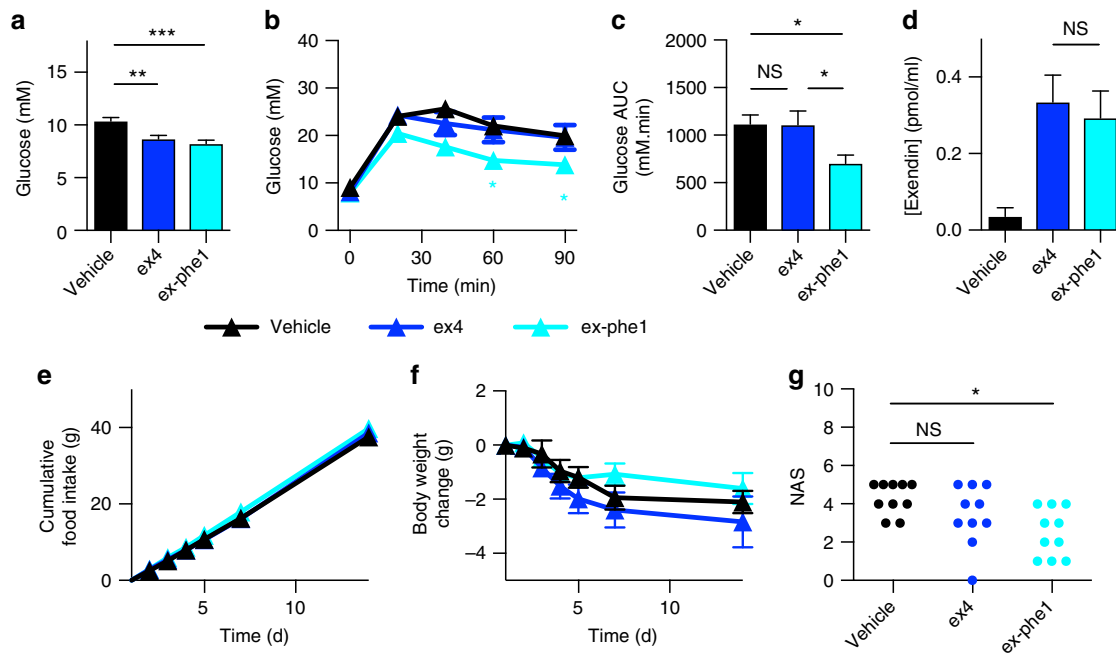 a
***
**
15
10
5
0
Glucose (mM)
Vehicle
ex4
ex-phe1
b
40
30
20
10
0
Glucose (mM)
*
*
0
30
60
90
Time (min)
c
*
NS
*
2000
1500
1000
500
0
Glucose AUC
(mM.min)
Vehicle
ex4
ex-phe1
d
NS
0.4
0.2
0.0
[Exendin] (pmol/ml)
Vehicle
ex4
ex-phe1
Vehicle
ex4
ex-phe1
e
40
20
0
Cumulative
food intake (g)
5
10
Time (d)
f
2
0
−2
−4
Body weight
change (g)
5
10
Time (d)
g
*
NS
10
8
6
4
2
0
NAS
Vehicle
ex4
ex-phe1